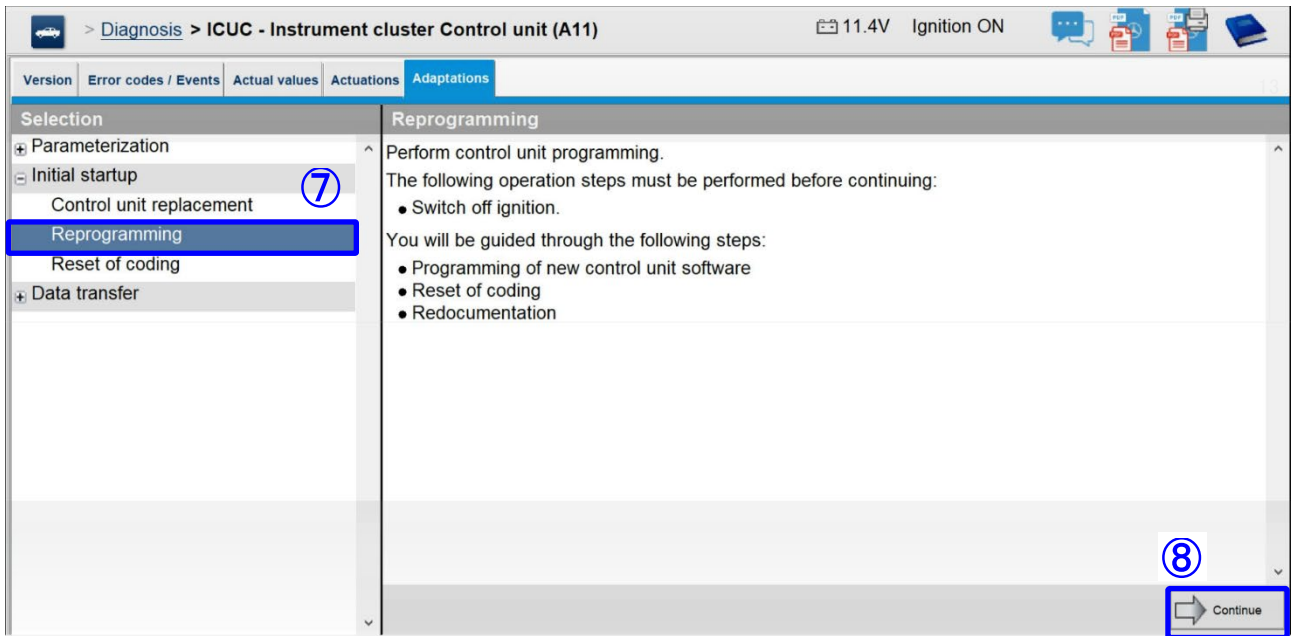 > Diagnosis > ICUC - Instrument cluster Control unit (A11) 11.4V Ignition ON
Version Error codes / Events Actual values Actuations Adaptations
13
Selection
Parameterization
Initial startup
⑦
Control unit replacement
Reprogramming
Reset of coding
Data transfer
Reprogramming
Perform control unit programming.
The following operation steps must be performed before continuing:
● Switch off ignition.
You will be guided through the following steps:
● Programming of new control unit software
● Reset of coding
● Redocumentation
⑧
Continue